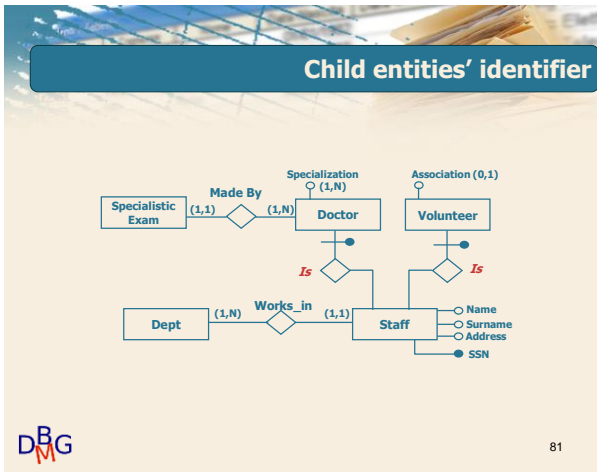 Child entities' identifier
Specialization
(1,N)
Association (0,1)
Made By
Specialistic
Exam
(1,1)
(1,N)
Doctor
Volunteer
Is
Is
Works_in
Dept
(1,N)
(1,1)
Staff
Name
Surname
Address
SSN
DBMG
81